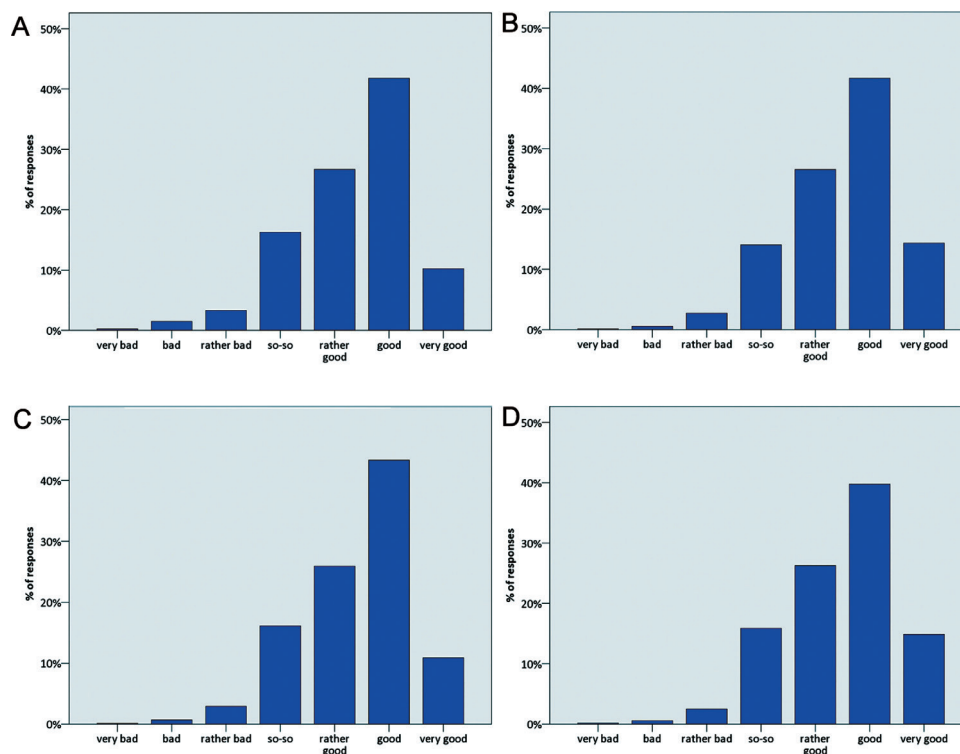 A
50%
40%
30%
20%
10%
0%
% of responses
very bad
bad
rather bad
so-so
rather
good
good
very good
B
50%
40%
30%
20%
10%
0%
% of responses
very bad
bad
rather bad
so-so
rather
good
good
very good
C
50%
40%
30%
20%
10%
0%
% of responses
very bad
bad
rather bad
so-so
rather
good
good
very good
D
50%
40%
30%
20%
10%
0%
% of responses
very bad
bad
rather bad
so-so
rather
good
good
very good